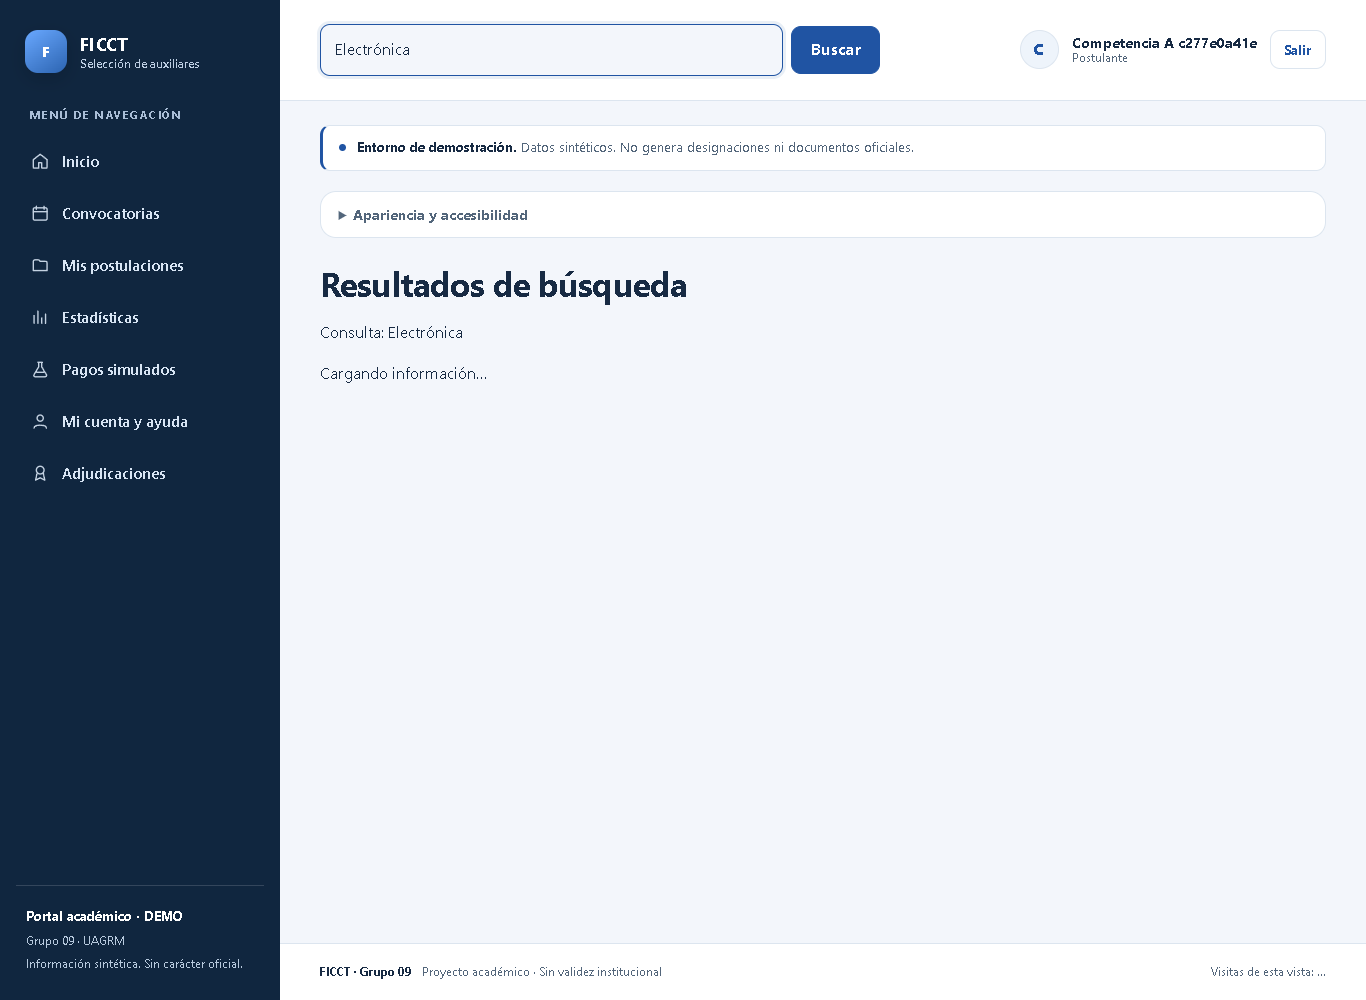 F
FICCT
Selección de auxiliares
MENÚ DE NAVEGACIÓN
Inicio
Convocatorias
Mis postulaciones
Estadísticas
Pagos simulados
Mi cuenta y ayuda
Adjudicaciones
Portal académico · DEMO
Grupo 09 · UAGRM
Información sintética. Sin carácter oficial.
Electrónica
Buscar
C
Competencia A c277e0a41e
Postulante
Salir
Entorno de demostración. Datos sintéticos. No genera designaciones ni documentos oficiales.
Apariencia y accesibilidad
Resultados de búsqueda
Consulta: Electrónica
Cargando información...
FICCT · Grupo 09 Proyecto académico · Sin validez institucional
Visitas de esta vista: ...